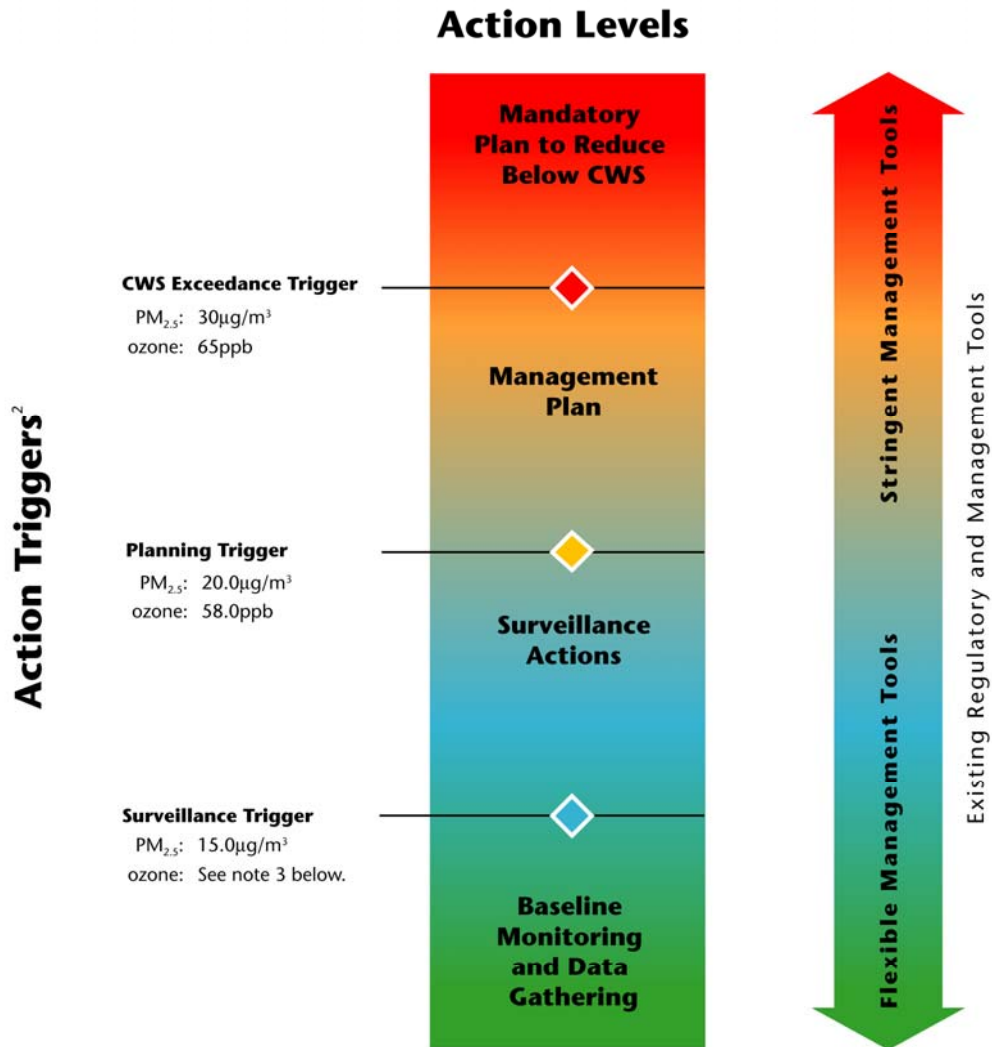 Action Levels
Mandatory
Plan to Reduce
Below CWS
CWS Exceedance Trigger
PM2.5: 30µg/m³
ozone: 65ppb
Management
Plan
Planning Trigger
PM2.5: 20.0µg/m³
ozone: 58.0ppb
Surveillance
Actions
Surveillance Trigger
PM2.5: 15.0µg/m³
ozone: See note 3 below.
Baseline
Monitoring
and Data
Gathering
Action Triggers²
Stringent Management Tools
Flexible Management Tools
Existing Regulatory and Management Tools